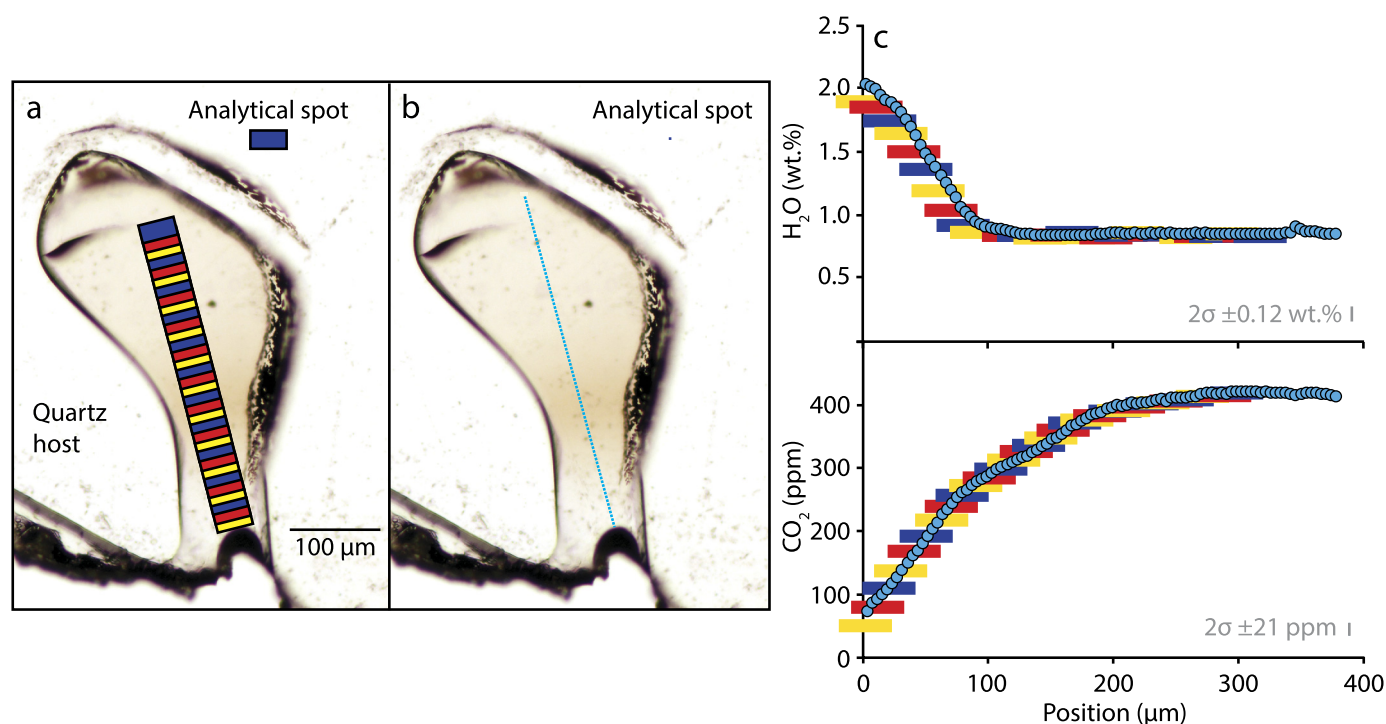 a
Analytical spot
Quartz
host
100 μm
b
Analytical spot
c
2.5
2.0
1.5
1.0
0.5
H₂O (wt.%)
2σ ±0.12 wt.%
400
300
200
100
0
CO₂ (ppm)
2σ ±21 ppm
0 100 200 300 400
Position (μm)